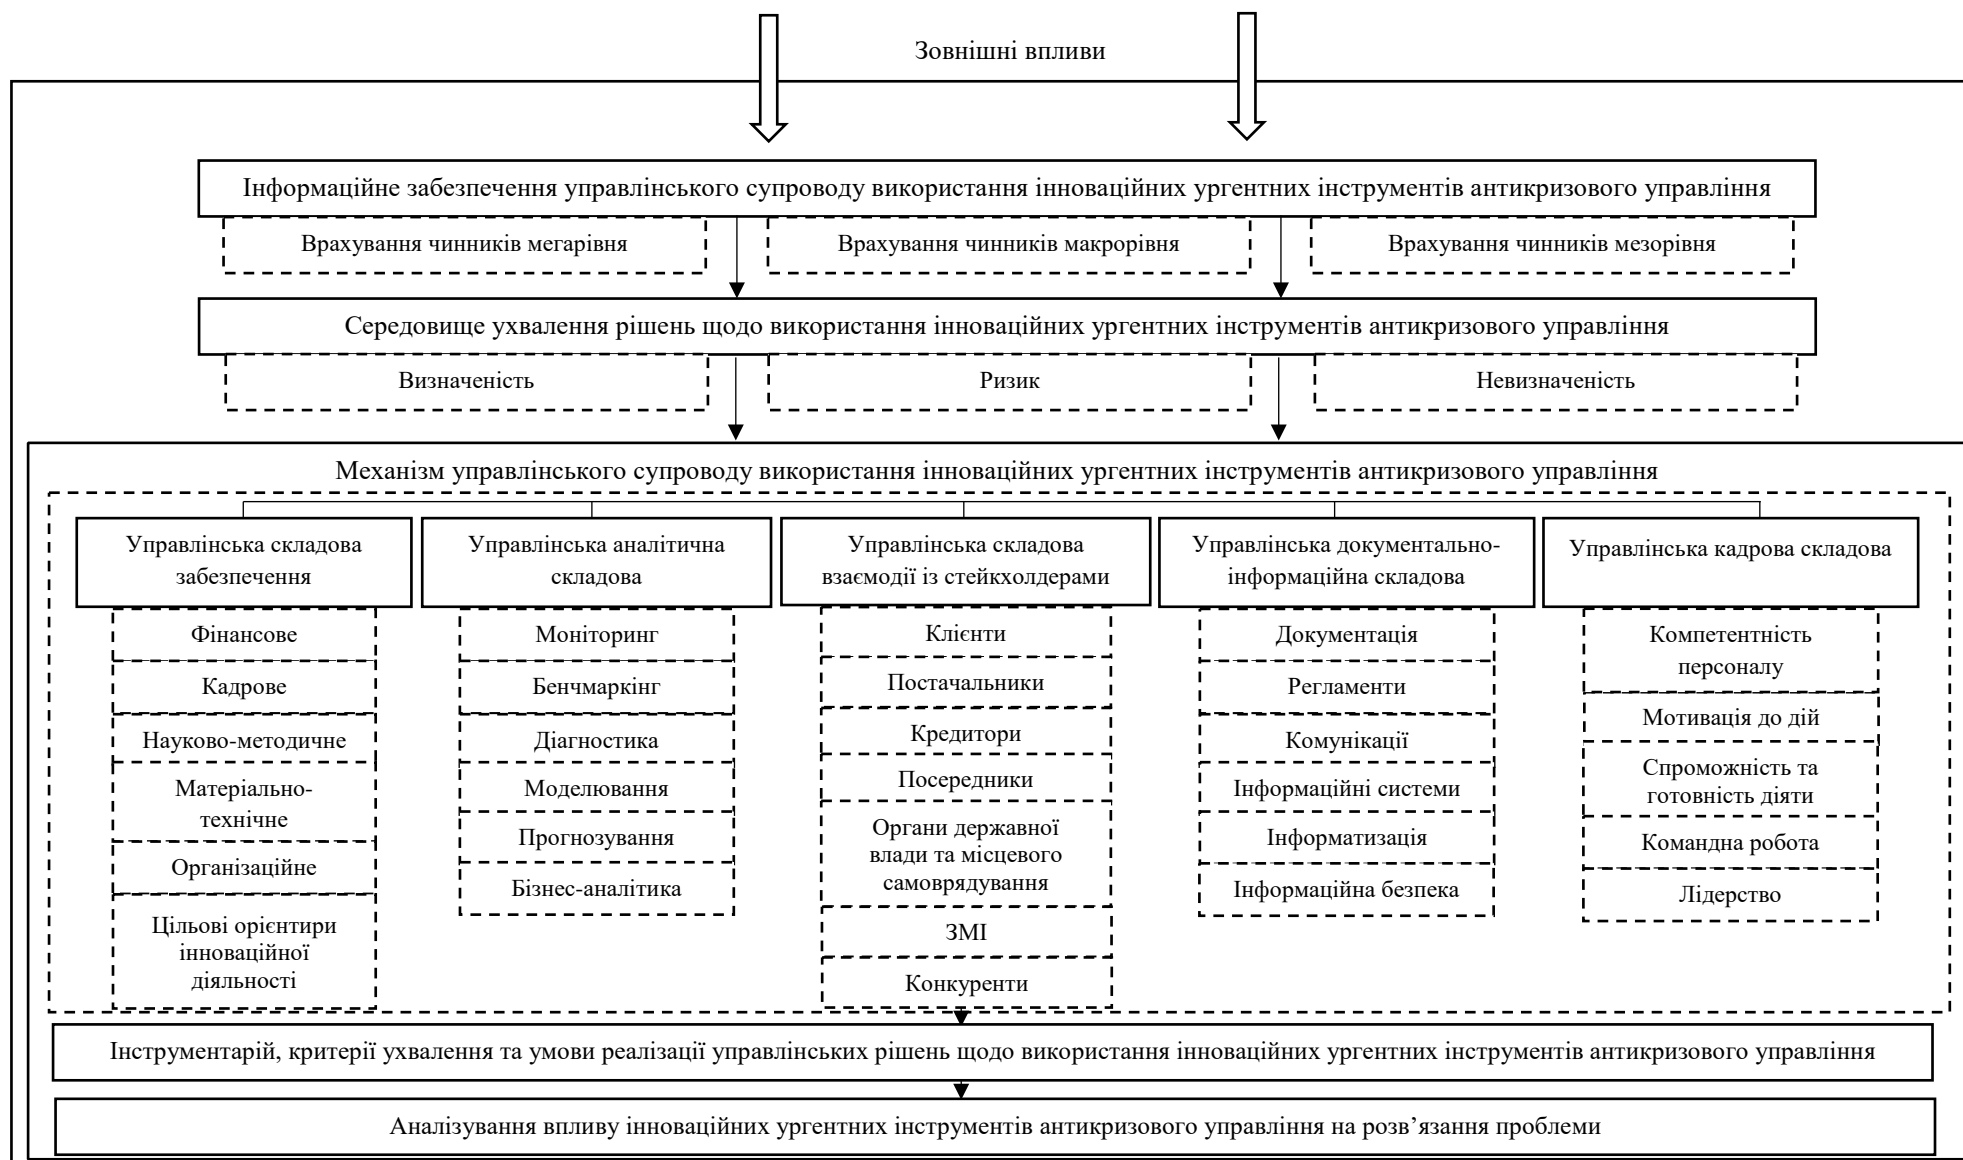 Зовнішні впливи
Інформаційне забезпечення управлінського супроводу використання інноваційних ургентних інструментів антикризового управління
Врахування чинників мегарівня
Врахування чинників макрорівня
Врахування чинників мезорівня
Середовище ухвалення рішень щодо використання інноваційних ургентних інструментів антикризового управління
Визначеність
Ризик
Невизначеність
Механізм управлінського супроводу використання інноваційних ургентних інструментів антикризового управління
Управлінська складова
забезпечення
Фінансове
Кадрове
Науково-методичне
Матеріально-
технічне
Організаційне
Цільові орієнтири
інноваційної
діяльності
Управлінська аналітична
складова
Моніторинг
Бенчмаркінг
Діагностика
Моделювання
Прогнозування
Бізнес-аналітика
Управлінська складова
взаємодії із стейкхолдерами
Клієнти
Постачальники
Кредитори
Посередники
Органи державної
влади та місцевого
самоврядування
ЗМІ
Конкуренти
Управлінська документально-
інформаційна складова
Документація
Регламенти
Комунікації
Інформаційні системи
Інформатизація
Інформаційна безпека
Управлінська кадрова складова
Компетентність
персоналу
Мотивація до дій
Спроможність та
готовність діяти
Командна робота
Лідерство
Інструментарій, критерії ухвалення та умови реалізації управлінських рішень щодо використання інноваційних ургентних інструментів антикризового управління
Аналізування впливу інноваційних ургентних інструментів антикризового управління на розв’язання проблеми